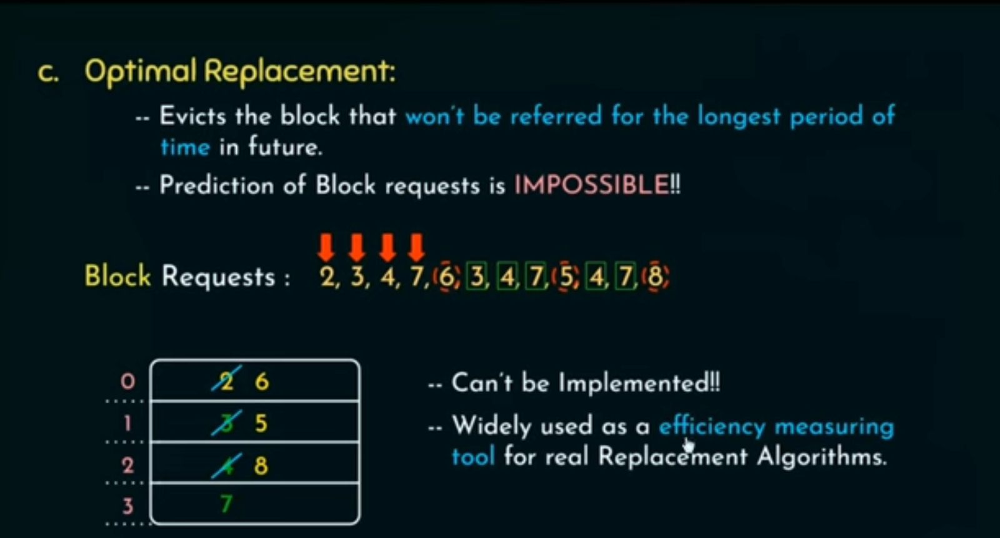 c. Optimal Replacement:
-- Evicts the block that won't be referred for the longest period of
time in future.
-- Prediction of Block requests is IMPOSSIBLE!!
Block Requests : 2, 3, 4, 7, 6, 3, 4, 7, 5, 4, 7, 8
0 2 6
1 3 5
2 4 8
3 7
-- Can't be Implemented!!
-- Widely used as a efficiency measuring
tool for real Replacement Algorithms.